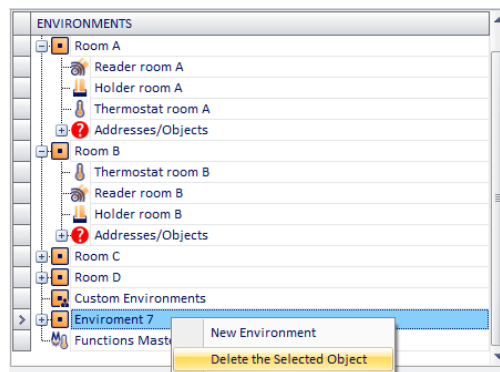 ENVIRONMENTS
Room A
Reader room A
Holder room A
Thermostat room A
Addresses/Objects
Room B
Thermostat room B
Reader room B
Holder room B
Addresses/Objects
Room C
Room D
Custom Environments
Enviroment 7
New Environment
Functions Mast
Delete the Selected Object